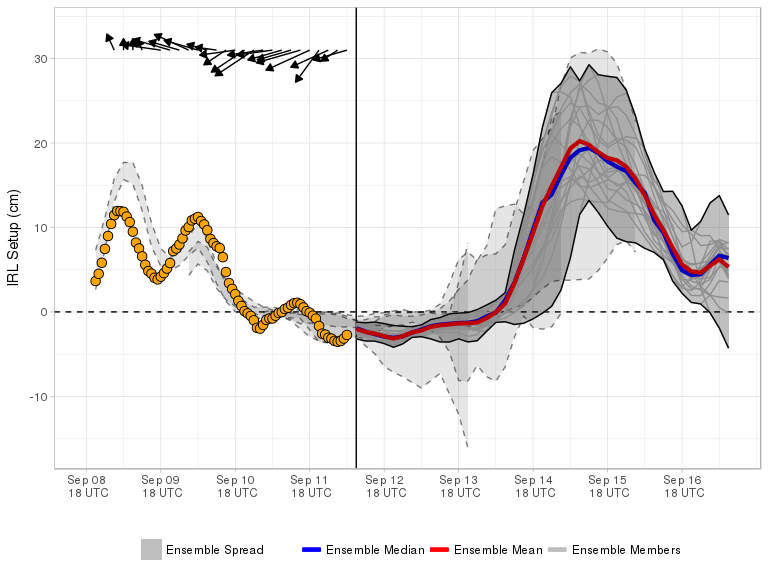 30
20
10
0
-10
IRL Setup (cm)
Sep 08 Sep 09 Sep 10 Sep 11 Sep 12 Sep 13 Sep 14 Sep 15 Sep 16
18 UTC 18 UTC 18 UTC 18 UTC 18 UTC 18 UTC 18 UTC 18 UTC 18 UTC
Ensemble Spread Ensemble Median Ensemble Mean Ensemble Members